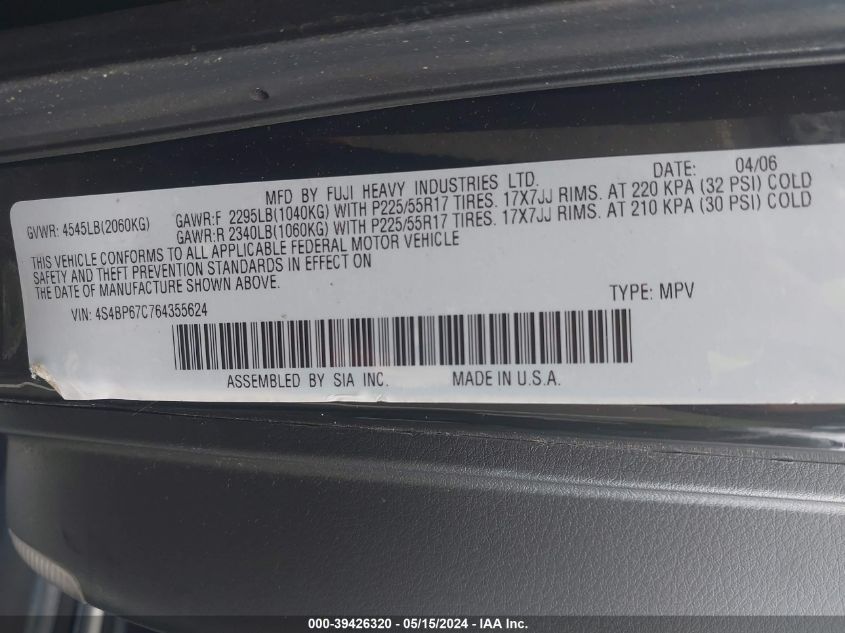 MFD BY FUJI HEAVY INDUSTRIES LTD. DATE: 04/06
GVWR: 4545LB(2060KG) GAWR:F 2295LB(1040KG) WITH P225/55R17 TIRES. 17X7JJ RIMS. AT 220 KPA (32 PSI) COLD
GAWR:R 2340LB(1060KG) WITH P225/55R17 TIRES. 17X7JJ RIMS. AT 210 KPA (30 PSI) COLD
THIS VEHICLE CONFORMS TO ALL APPLICABLE FEDERAL MOTOR VEHICLE
SAFETY AND THEFT PREVENTION STANDARDS IN EFFECT ON
THE DATE OF MANUFACTURE SHOWN ABOVE.
VIN: 4S4BP67C764355624 TYPE: MPV
ASSEMBLED BY SIA INC. MADE IN U.S.A.
000-39426320 - 05/15/2024 - IAA Inc.